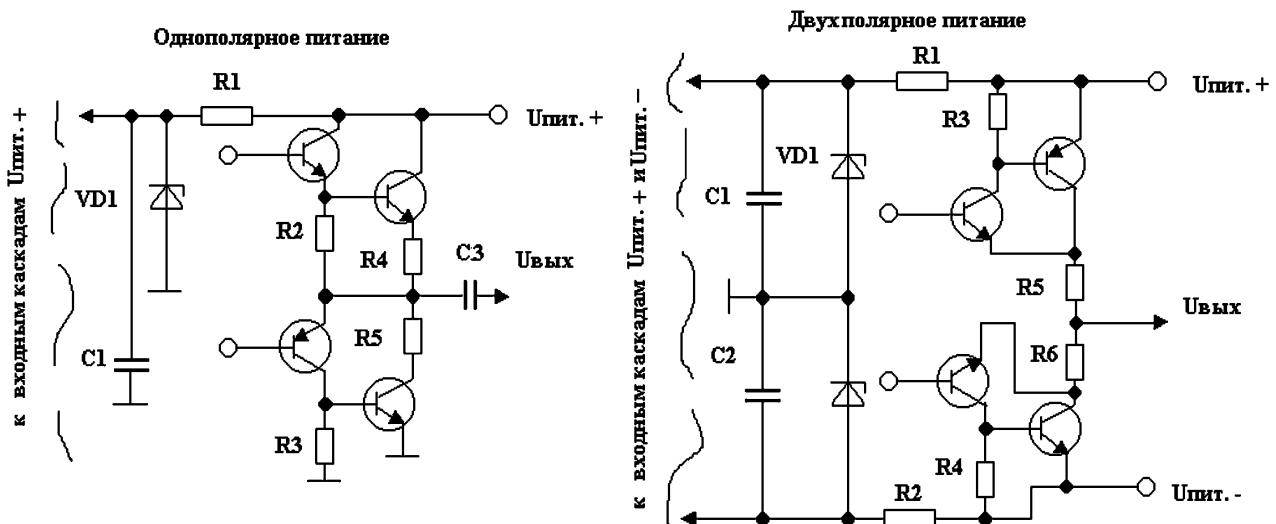 Однополярное питание
R1
Uпит. +
VD1
R2
R4
C3
Uвых
R5
C1
R3
к входным каскадам Uпит. +
Двухполярное питание
R1
Uпит. +
R3
VD1
C1
R5
Uвых
C2
R6
R4
R2
Uпит. -
к входным каскадам Uпит. + и Uпит. -